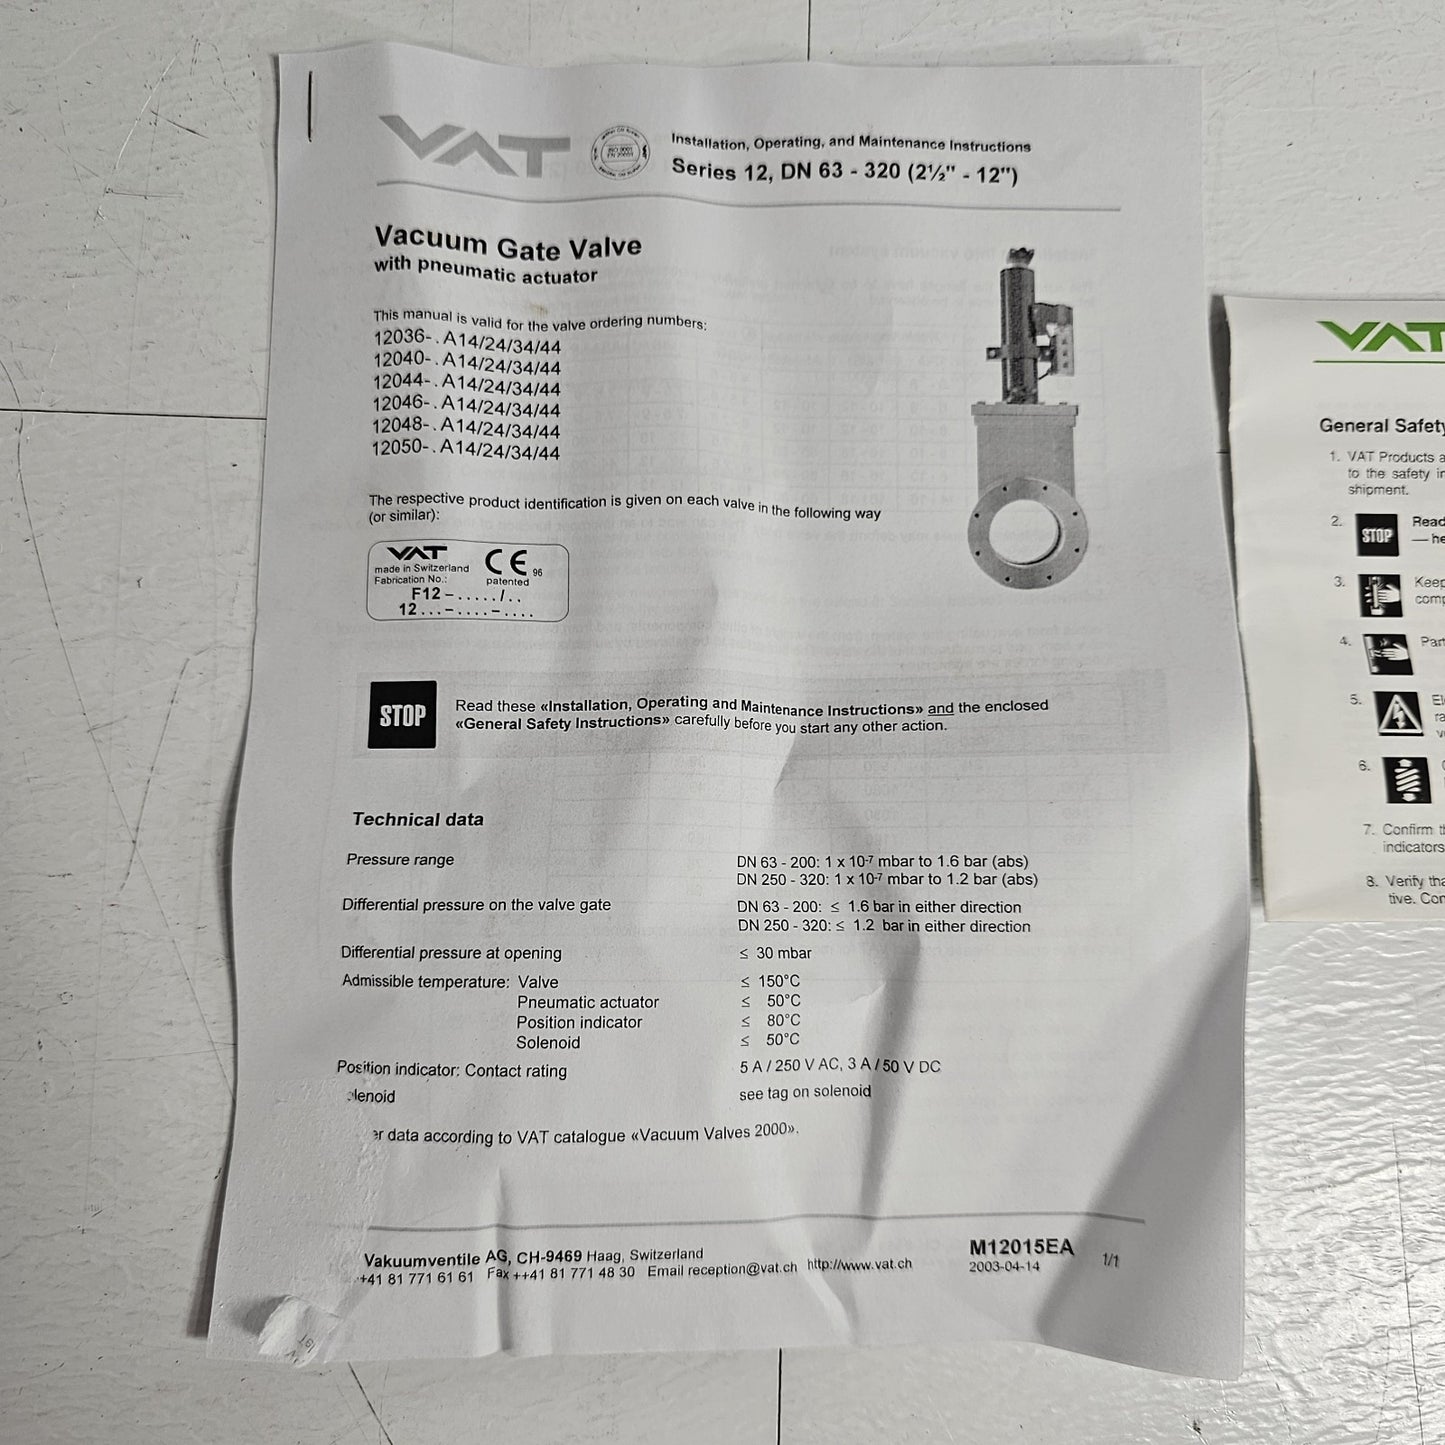 VAT
Installation, Operating, and Maintenance Instructions
Series 12, DN 63 - 320 (2½" - 12")
Vacuum Gate Valve
with pneumatic actuator
This manual is valid for the valve ordering numbers:
12036-. A14/24/34/44
12040-. A14/24/34/44
12044-. A14/24/34/44
12046-. A14/24/34/44
12048-. A14/24/34/44
12050-. A14/24/34/44
The respective product identification is given on each valve in the following way
(or similar):
VAT CE 96
made in Switzerland
Fabrication No.: patented
F12 – . . . . . / . .
12 . . . – . . . . – . . . .
STOP
Read these «Installation, Operating and Maintenance Instructions» and the enclosed
«General Safety Instructions» carefully before you start any other action.
Technical data
Pressure range DN 63 - 200: 1 x 10-7 mbar to 1.6 bar (abs)
DN 250 - 320: 1 x 10-7 mbar to 1.2 bar (abs)
Differential pressure on the valve gate DN 63 - 200: ≤ 1.6 bar in either direction
DN 250 - 320: ≤ 1.2 bar in either direction
Differential pressure at opening ≤ 30 mbar
Admissible temperature: Valve ≤ 150°C
Pneumatic actuator ≤ 50°C
Position indicator ≤ 80°C
Solenoid ≤ 50°C
Position indicator: Contact rating 5 A / 250 V AC, 3 A / 50 V DC
lenoid see tag on solenoid
er data according to VAT catalogue «Vacuum Valves 2000».
Vakuumventile AG, CH-9469 Haag, Switzerland
+41 81 771 61 61 Fax ++41 81 771 48 30 Email reception@vat.ch http://www.vat.ch
M12015EA
2003-04-14
1/1
VAT
General Safety
1. VAT Products a
to the safety in
shipment.
2. STOP Read
— he
3. Keep
comp
4. Part
5. El
ra
v
6.
7. Confirm t
indicators
8. Verify tha
tive. Con